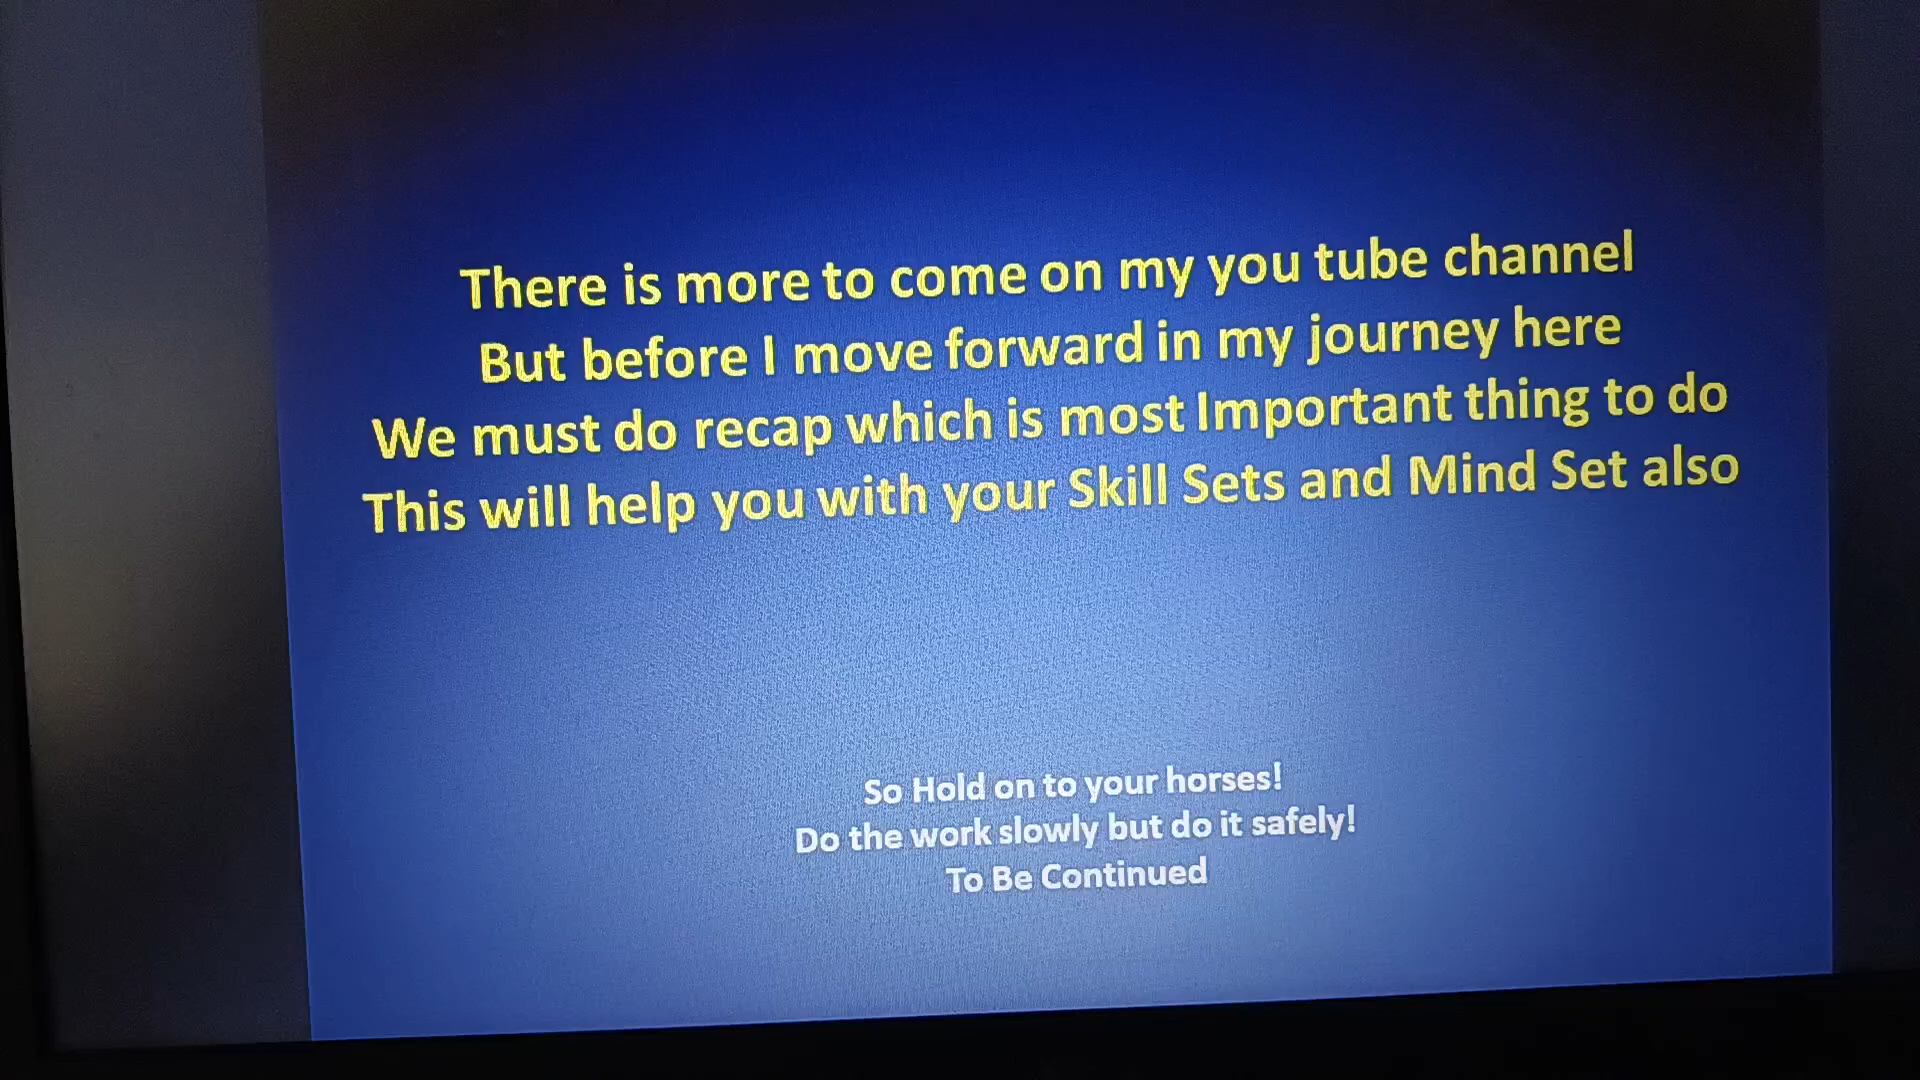 There is more to come on my you tube channel
But before I move forward in my journey here
We must do recap which is most Important thing to do
This will help you with your Skill Sets and Mind Set also
So Hold on to your horses!
Do the work slowly but do it safely!
To Be Continued